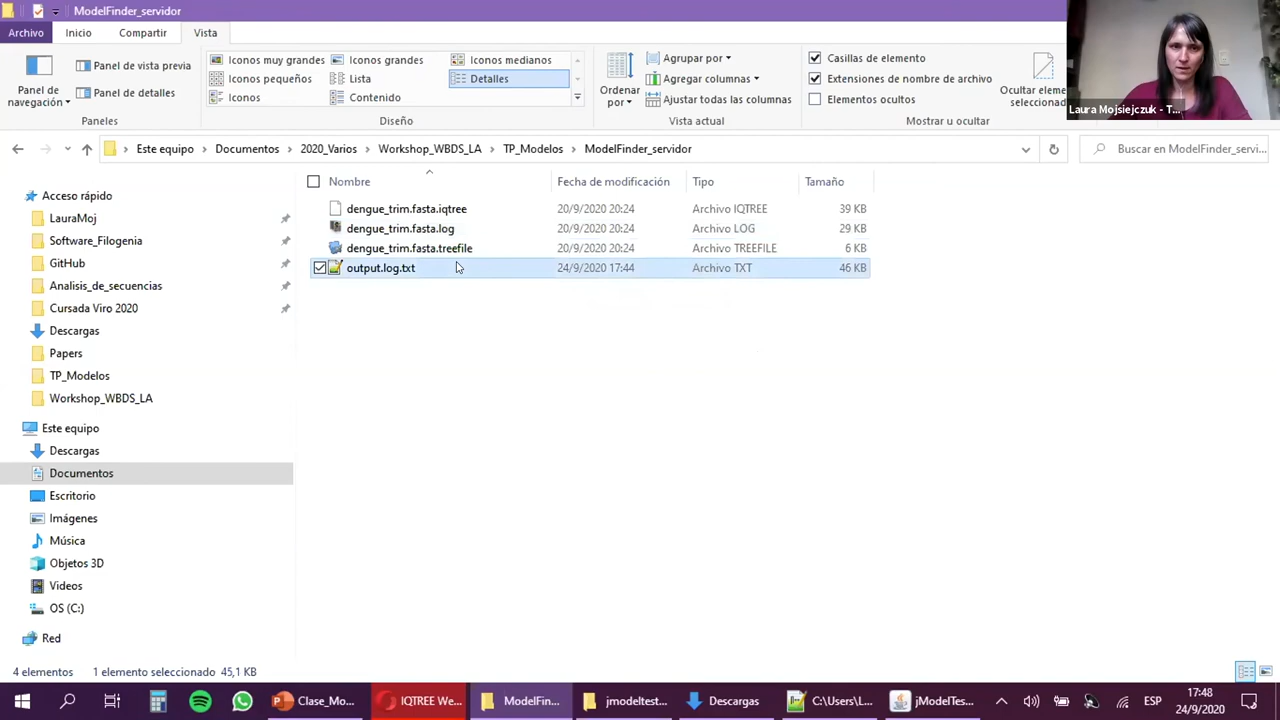 ModelFinder_servidor
Archivo Inicio Compartir Vista
Panel de navegación
Panel de vista previa
Panel de detalles
Paneles
Iconos muy grandes Iconos grandes Iconos medianos
Iconos pequeños Lista Detalles
Iconos Contenido
Diseño
Ordenar por
Agrupar por
Agregar columnas
Ajustar todas las columnas
Vista actual
Casillas de elemento
Extensiones de nombre de archivo
Elementos ocultos
Ocultar eleme
seleccionad
Mostrar u ocultar
Laura Mojsiejczuk - T...
Este equipo > Documentos > 2020_Varios > Workshop_WBDS_LA > TP_Modelos > ModelFinder_servidor
Buscar en ModelFinder_servi...
Nombre Fecha de modificación Tipo Tamaño
dengue_trim.fasta.iqtree 20/9/2020 20:24 Archivo IQTREE 39 KB
dengue_trim.fasta.log 20/9/2020 20:24 Archivo LOG 29 KB
dengue_trim.fasta.treefile 20/9/2020 20:24 Archivo TREEFILE 6 KB
output.log.txt 24/9/2020 17:44 Archivo TXT 46 KB
Acceso rápido
LauraMoj
Software_Filogenia
GitHub
Analisis_de_secuencias
Cursada Viro 2020
Descargas
Papers
TP_Modelos
Workshop_WBDS_LA
Este equipo
Descargas
Documentos
Escritorio
Imágenes
Música
Objetos 3D
Videos
OS (C:)
Red
4 elementos 1 elemento seleccionado 45,1 KB
Clase_Mo... IQTREE We... ModelFin... jmodeltest... Descargas C:\Users\L... jModelTes... ESP 17:48
24/9/2020